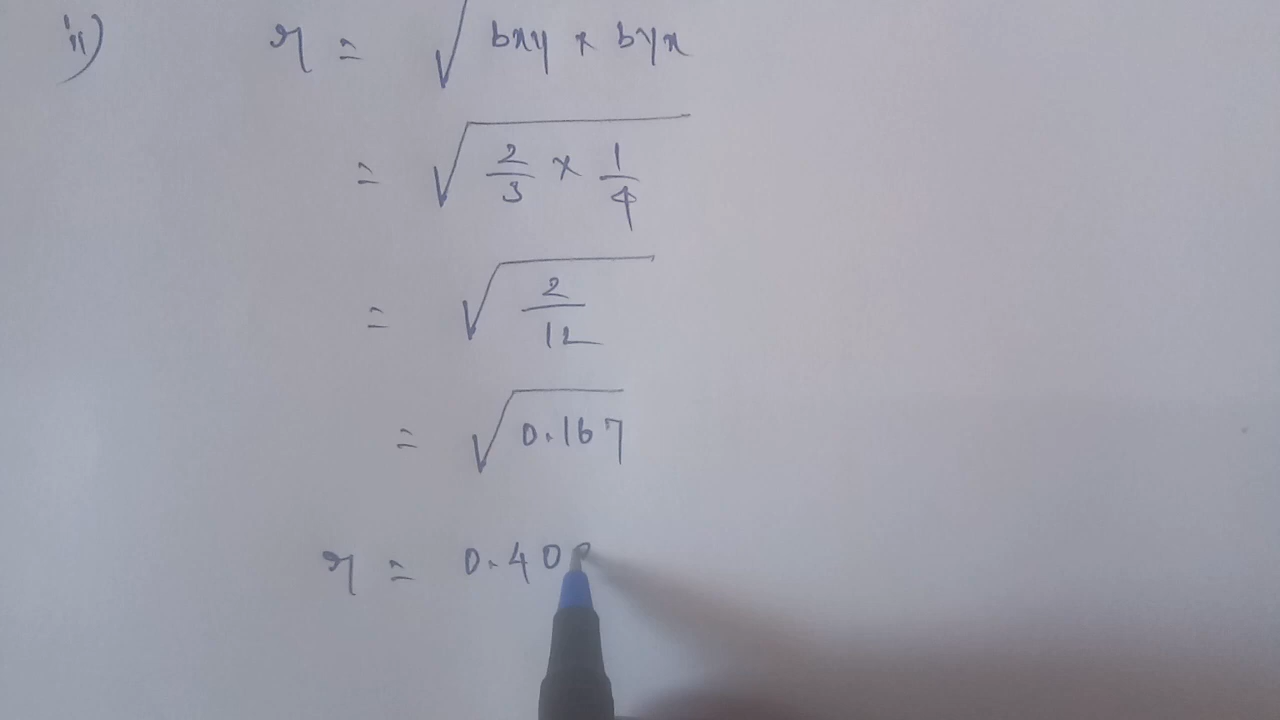 ii) r = √bxy × byx
= √2/3 × 1/4
= √2/12
= √0.167
r = 0.40